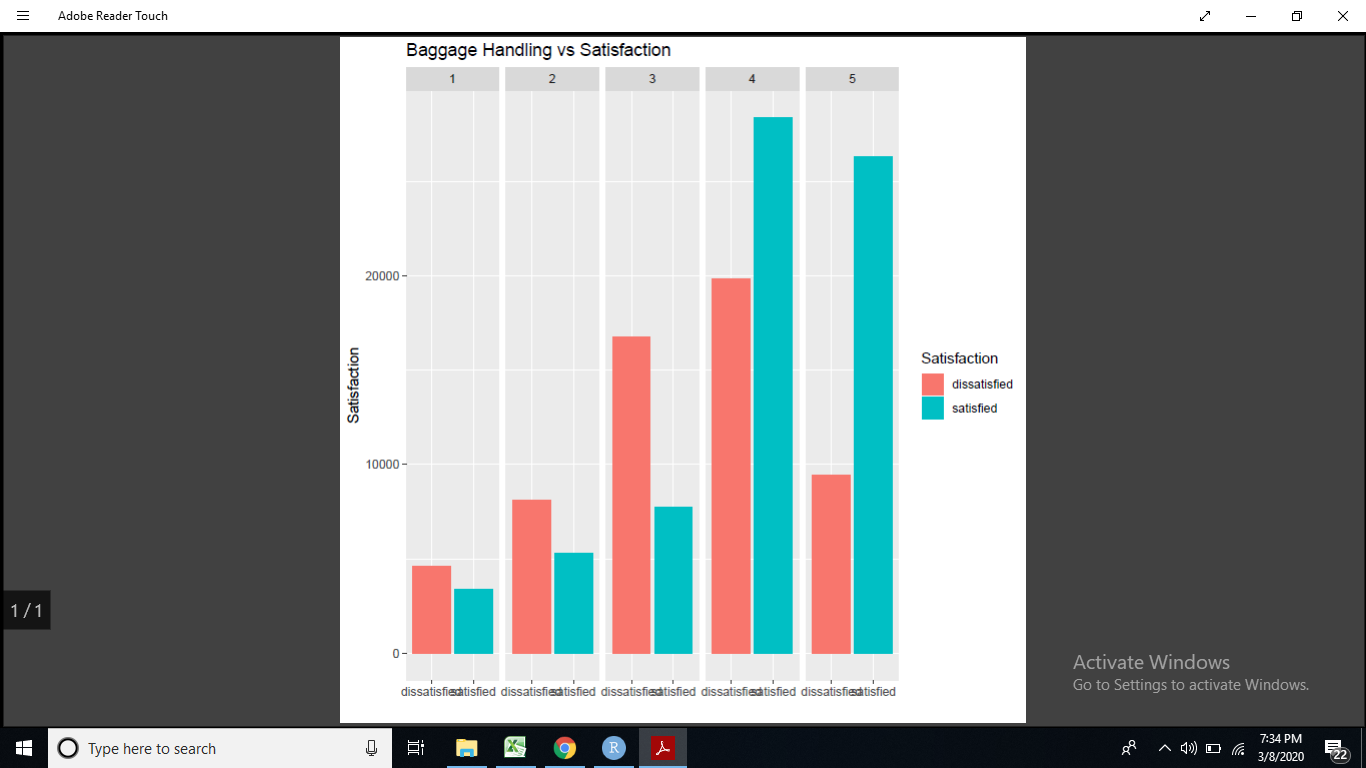 Adobe Reader Touch
Baggage Handling vs Satisfaction
1 2 3 4 5
20000
10000
0
Satisfaction
Satisfaction
dissatisfied
satisfied
dissatisfied satisfied dissatisfied satisfied dissatisfied satisfied dissatisfied satisfied dissatisfied satisfied
1 / 1
Activate Windows
Go to Settings to activate Windows.
Type here to search
R
7:34 PM
3/8/2020
22